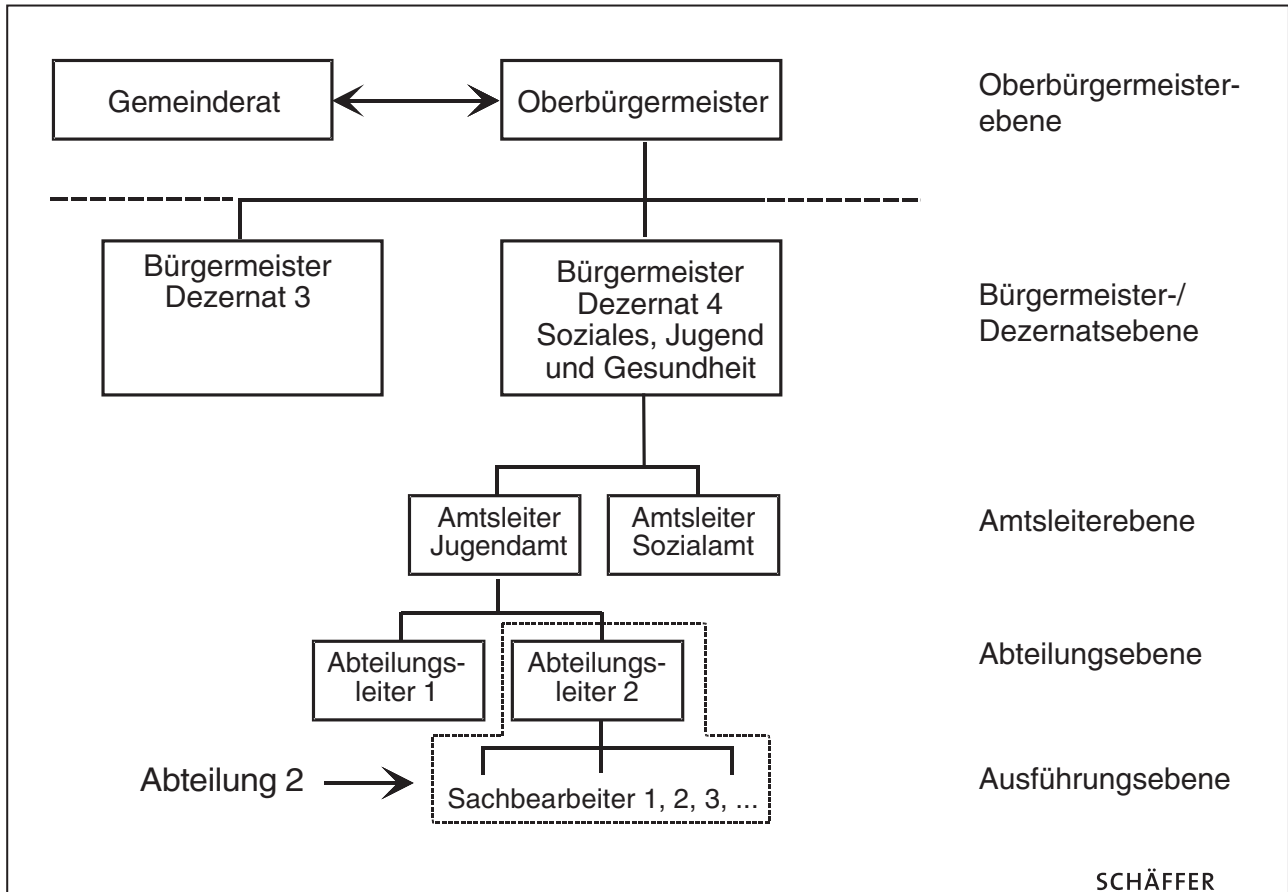 Gemeinderat
Oberbürgermeister
Oberbürgermeister-
ebene
Bürgermeister
Dezernat 3
Bürgermeister
Dezernat 4
Soziales, Jugend
und Gesundheit
Bürgermeister-/
Dezernatsebene
Amtsleiter
Jugendamt
Amtsleiter
Sozialamt
Amtsleiterebene
Abteilungs-
leiter 1
Abteilungs-
leiter 2
Abteilungsebene
Abteilung 2
Sachbearbeiter 1, 2, 3, ...
Ausführungsebene
SCHÄFFER